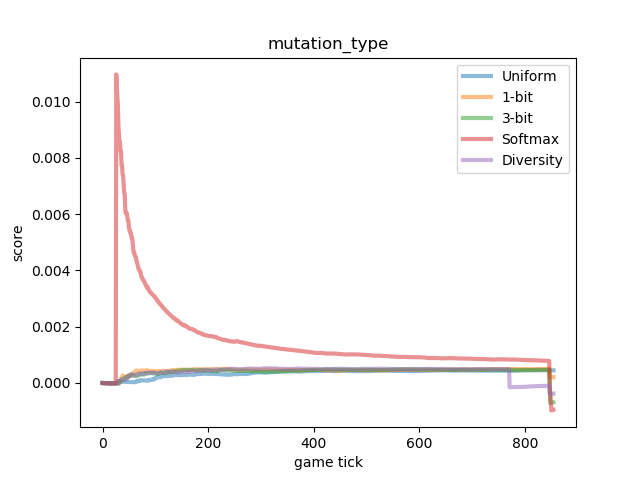 mutation_type
score
0.010
0.008
0.006
0.004
0.002
0.000
Uniform
1-bit
3-bit
Softmax
Diversity
0 200 400 600 800
game tick